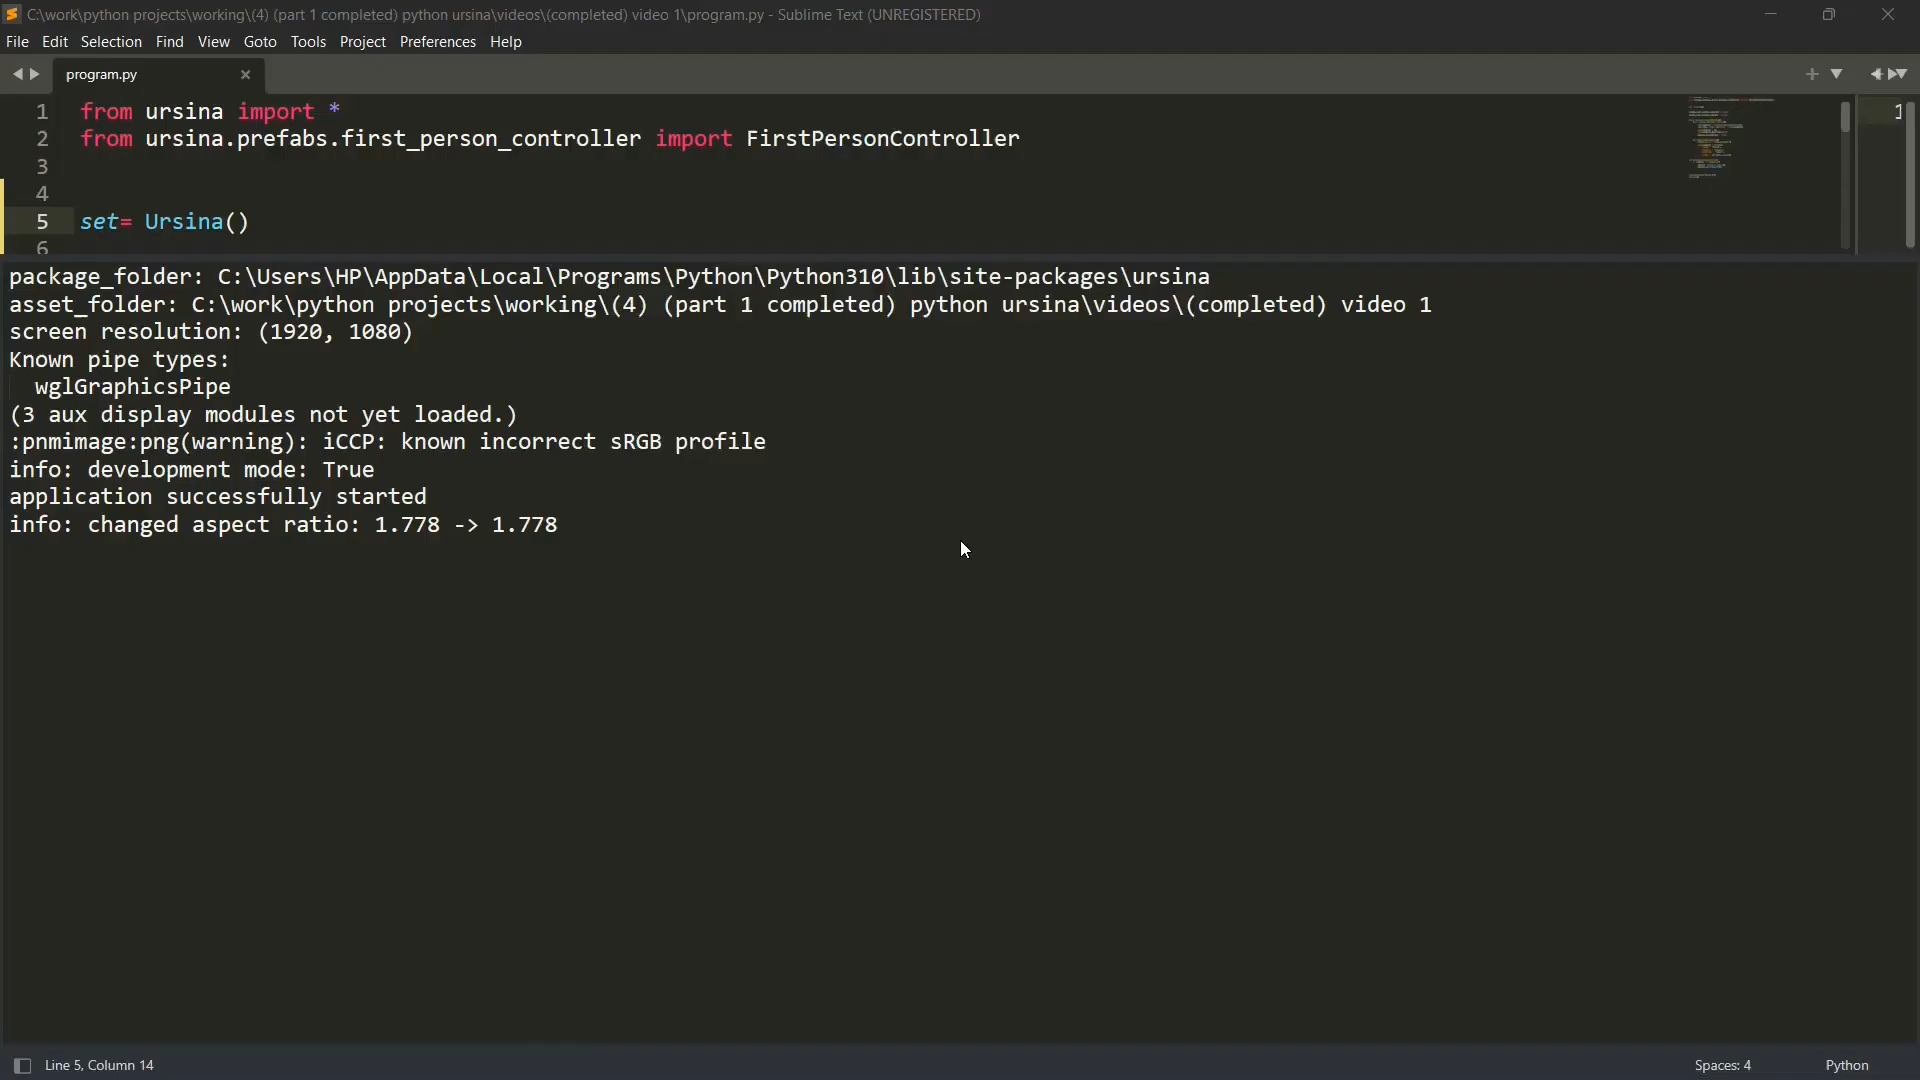 C:\work\python projects\working\(4) (part 1 completed) python ursina\videos\(completed) video 1\program.py - Sublime Text (UNREGISTERED)
File Edit Selection Find View Goto Tools Project Preferences Help
program.py
1 from ursina import *
2 from ursina.prefabs.first_person_controller import FirstPersonController
3
4
5 set= Ursina()
6
1
package_folder: C:\Users\HP\AppData\Local\Programs\Python\Python310\lib\site-packages\ursina
asset_folder: C:\work\python projects\working\(4) (part 1 completed) python ursina\videos\(completed) video 1
screen resolution: (1920, 1080)
Known pipe types:
wglGraphicsPipe
(3 aux display modules not yet loaded.)
:pnmimage:png(warning): iCCP: known incorrect sRGB profile
info: development mode: True
application successfully started
info: changed aspect ratio: 1.778 -> 1.778
Line 5, Column 14
Spaces: 4
Python